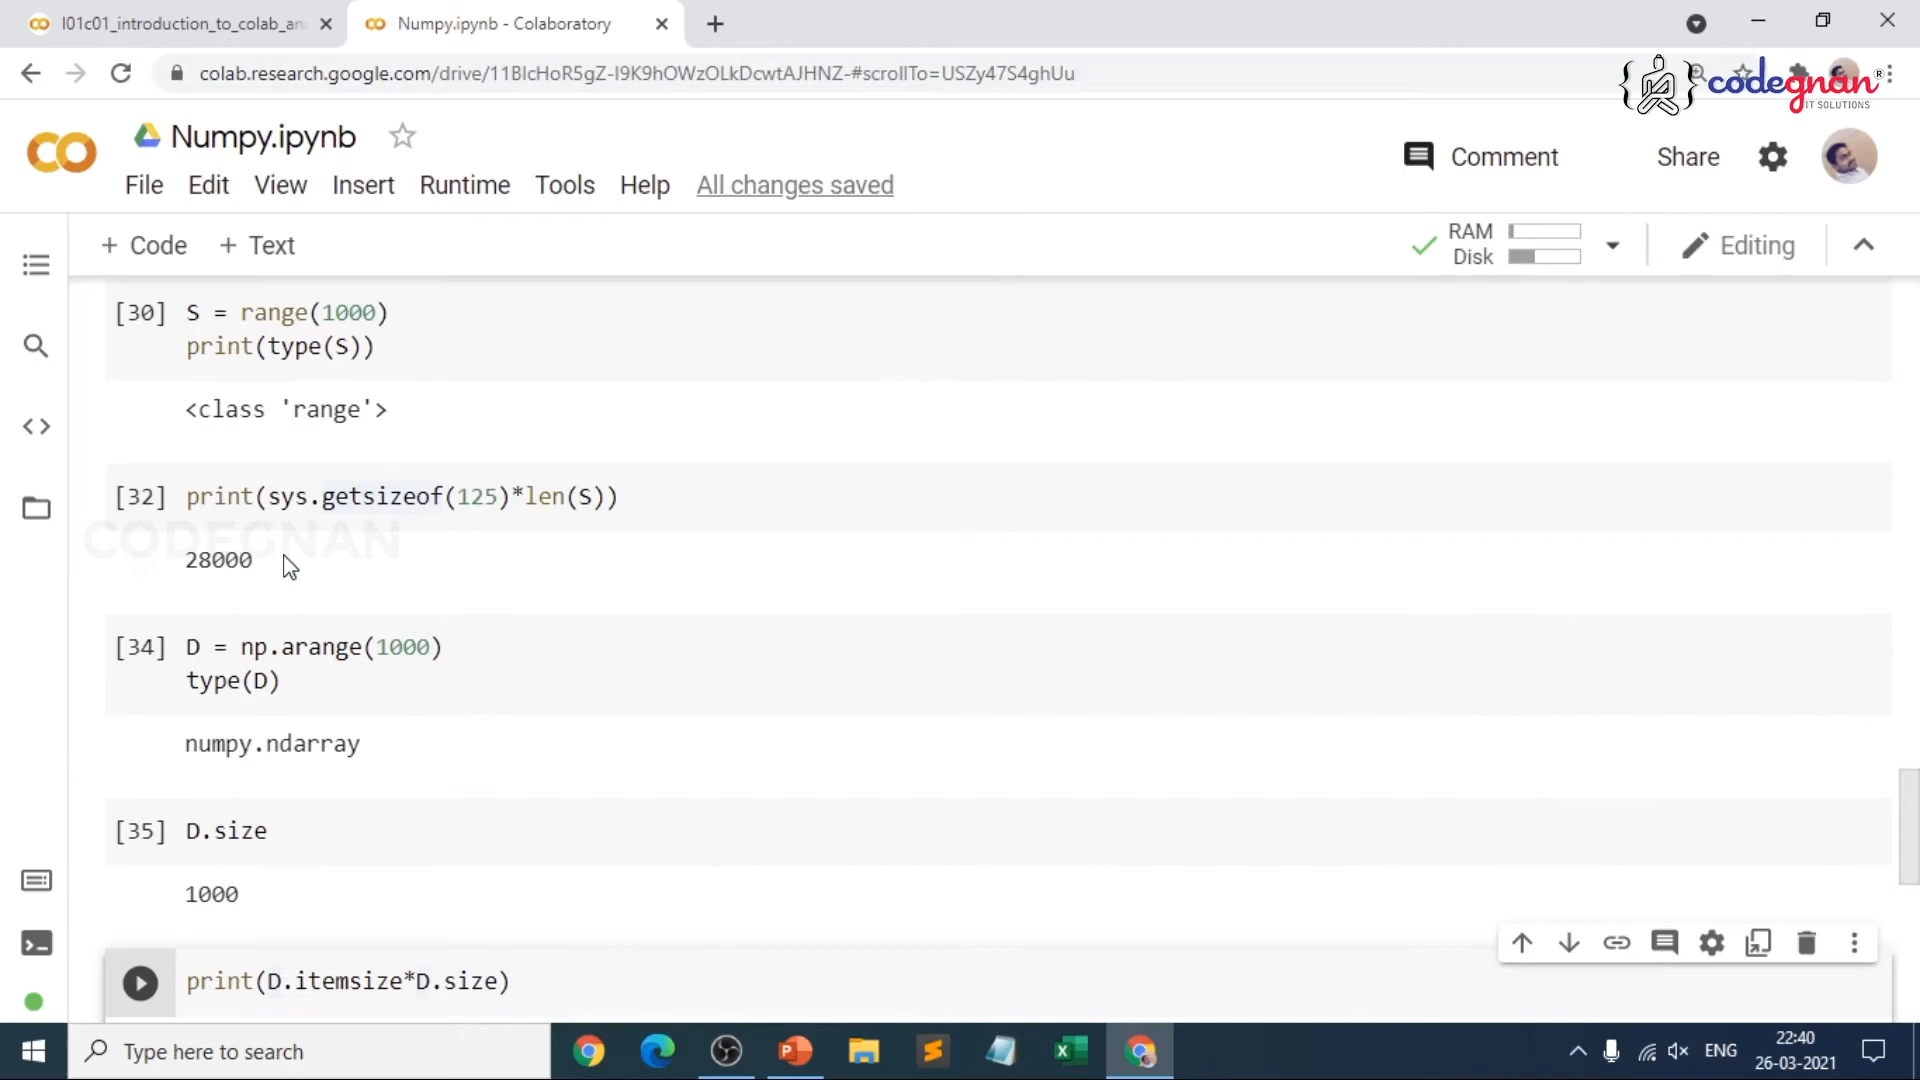 l01c01_introduction_to_colab_an
Numpy.ipynb - Colaboratory
colab.research.google.com/drive/11BlcHoR5gZ-I9K9hOWzOLkDcwtAJHNZ-#scrollTo=USZy47S4ghUu
codegnan®
IT SOLUTIONS
CO
Numpy.ipynb
Comment
Share
File Edit View Insert Runtime Tools Help All changes saved
+ Code + Text
RAM
Disk
Editing
[30] S = range(1000)
print(type(S))
<class 'range'>
[32] print(sys.getsizeof(125)*len(S))
CODEGNAN
28000
[34] D = np.arange(1000)
type(D)
numpy.ndarray
[35] D.size
1000
print(D.itemsize*D.size)
Type here to search
ENG
22:40
26-03-2021